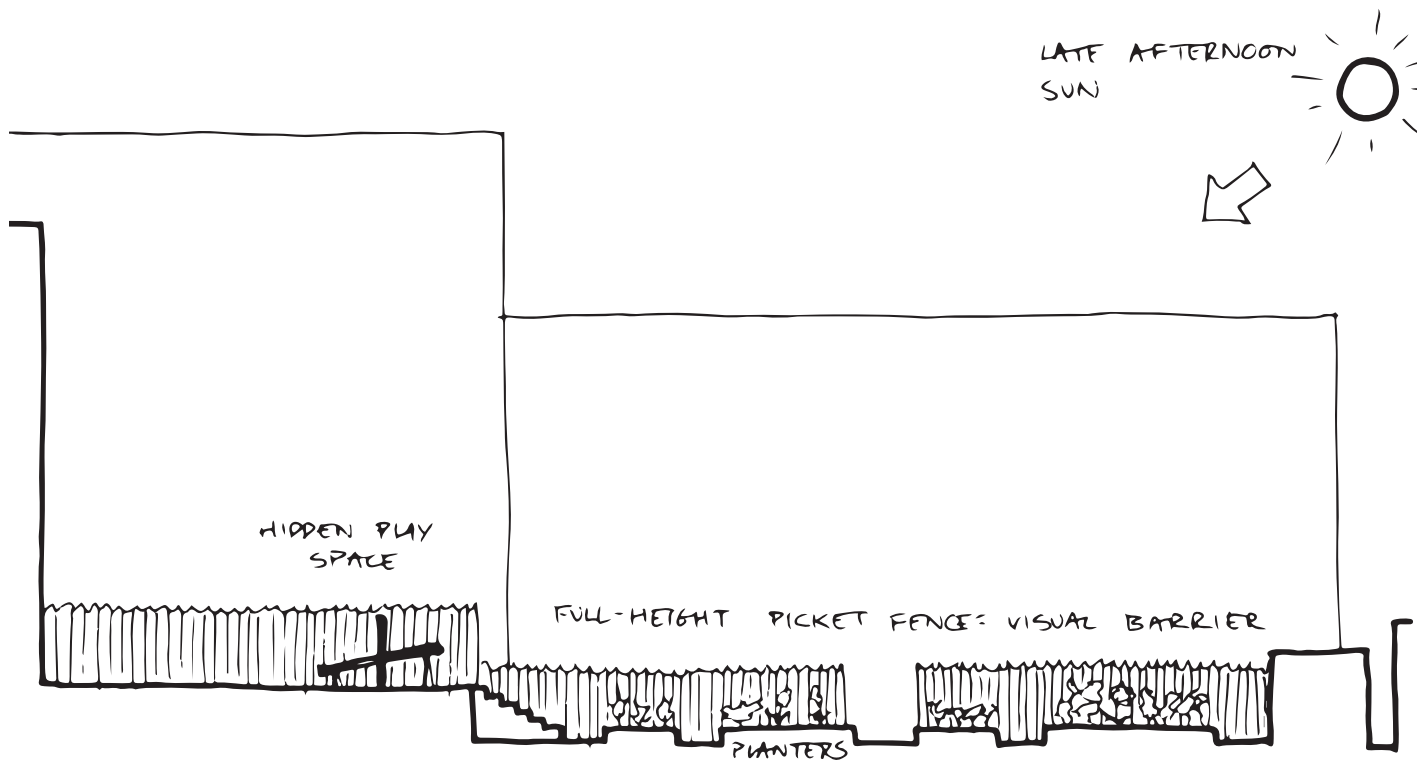 LATE AFTERNOON
SUN
HIDDEN PLAY
SPACE
FULL-HEIGHT PICKET FENCE: VISUAL BARRIER
PLANTERS